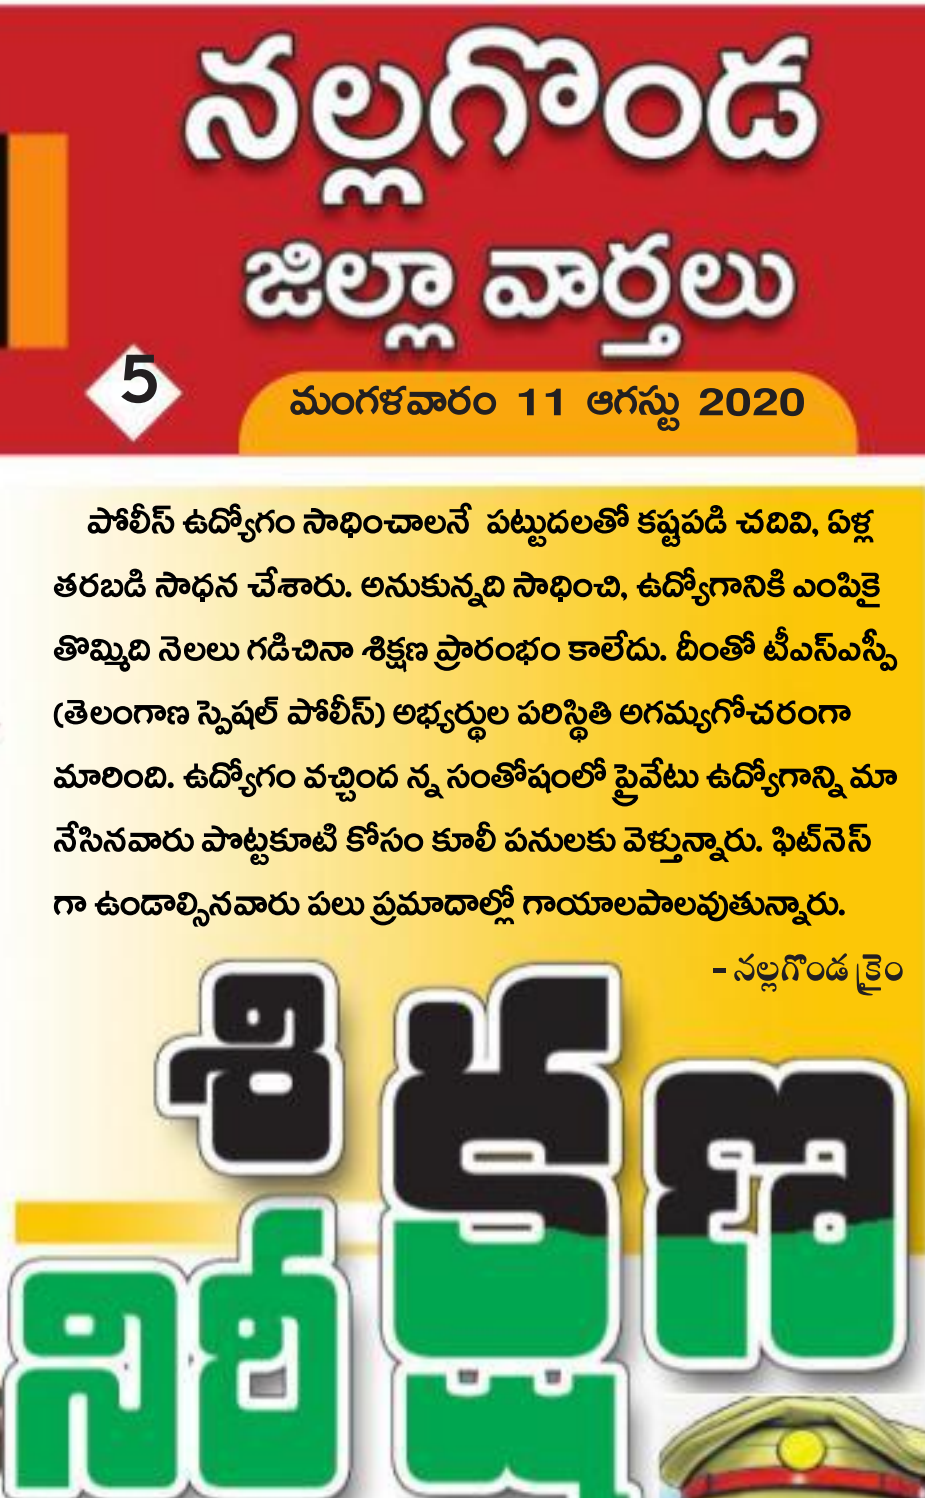 నల్లగొండ
జిల్లా వార్తలు
5
మంగళవారం 11 ఆగస్టు 2020
పోలీస్ ఉద్యోగం సాధించాలనే పట్టుదలతో కష్టపడి చదివి, ఏళ్ల
తరబడి సాధన చేశారు. అనుకున్నది సాధించి, ఉద్యోగానికి ఎంపికై
తొమ్మిది నెలలు గడిచినా శిక్షణ ప్రారంభం కాలేదు. దీంతో టీఎస్ఎస్పీ
(తెలంగాణ స్పెషల్ పోలీస్) అభ్యర్థుల పరిస్థితి అగమ్యగోచరంగా
మారింది. ఉద్యోగం వచ్చింద న్న సంతోషంలో ప్రైవేటు ఉద్యోగాన్ని మా
నేసినవారు పొట్టకూటి కోసం కూలీ పనులకు వెళ్తున్నారు. ఫిట్‌నెస్
గా ఉండాల్సినవారు పలు ప్రమాదాల్లో గాయాలపాలవుతున్నారు.
- నల్లగొండ క్రైం
శిక్షణ